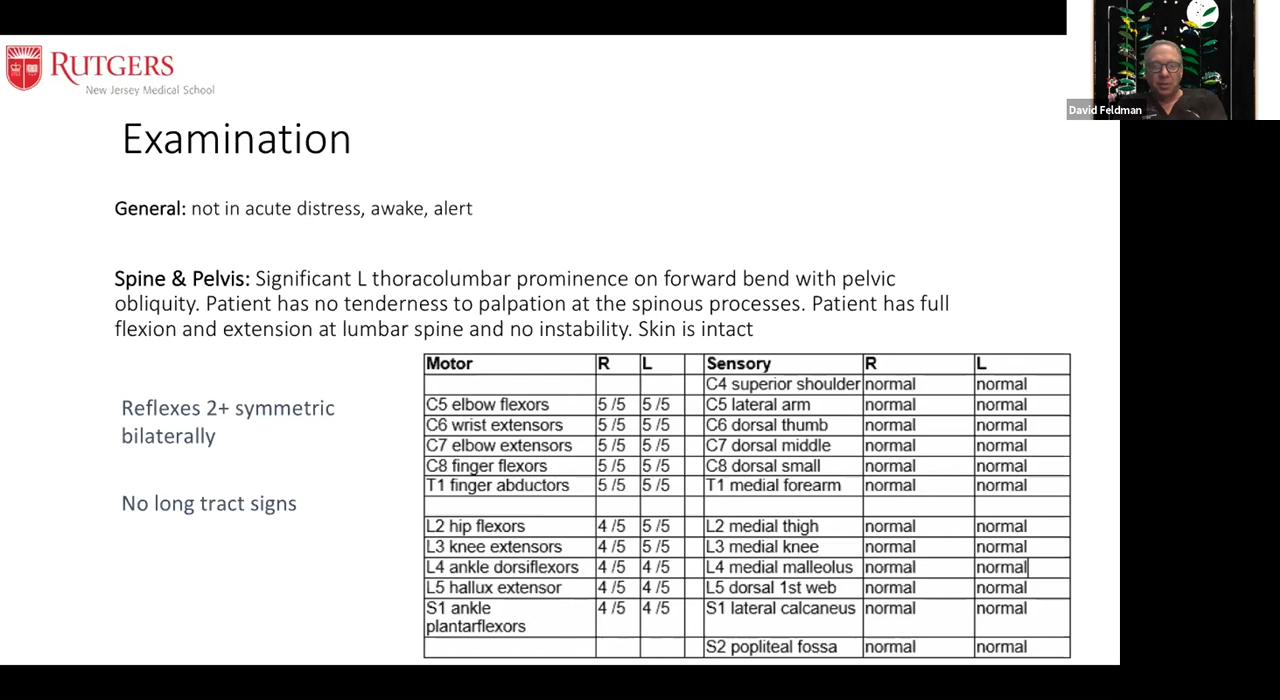 RUTGERS
New Jersey Medical School
David Feldman
Examination
General: not in acute distress, awake, alert
Spine & Pelvis: Significant L thoracolumbar prominence on forward bend with pelvic
obliquity. Patient has no tenderness to palpation at the spinous processes. Patient has full
flexion and extension at lumbar spine and no instability. Skin is intact
Reflexes 2+ symmetric
bilaterally
No long tract signs
Motor R L Sensory R L
C4 superior shoulder normal normal
C5 elbow flexors 5 /5 5 /5 C5 lateral arm normal normal
C6 wrist extensors 5 /5 5 /5 C6 dorsal thumb normal normal
C7 elbow extensors 5 /5 5 /5 C7 dorsal middle normal normal
C8 finger flexors 5 /5 5 /5 C8 dorsal small normal normal
T1 finger abductors 5 /5 5 /5 T1 medial forearm normal normal
L2 hip flexors 4 /5 5 /5 L2 medial thigh normal normal
L3 knee extensors 4 /5 5 /5 L3 medial knee normal normal
L4 ankle dorsiflexors 4 /5 4 /5 L4 medial malleolus normal normal
L5 hallux extensor 4 /5 4 /5 L5 dorsal 1st web normal normal
S1 ankle 4 /5 4 /5 S1 lateral calcaneus normal normal
plantarflexors
S2 popliteal fossa normal normal